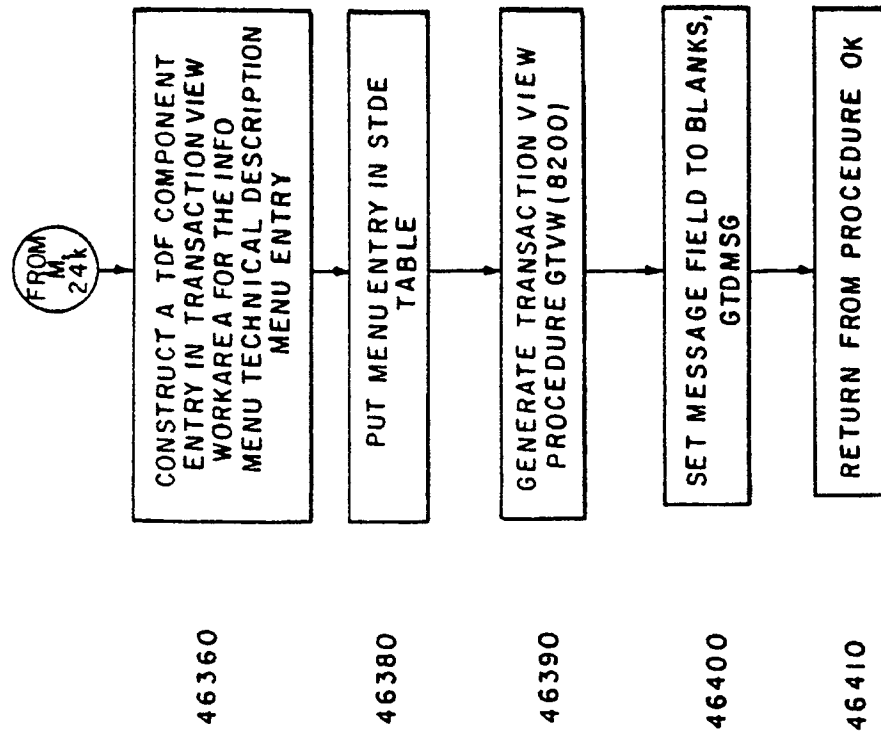 FROM
M,
24k
46360
CONSTRUCT A TDF COMPONENT
ENTRY IN TRANSACTION VIEW
WORKAREA FOR THE INFO
MENU TECHNICAL DESCRIPTION
MENU ENTRY
46380
PUT MENU ENTRY IN STDE
TABLE
46390
GENERATE TRANSACTION VIEW
PROCEDURE GTVW (8200)
46400
SET MESSAGE FIELD TO BLANKS,
GTDMSG
46410
RETURN FROM PROCEDURE OK